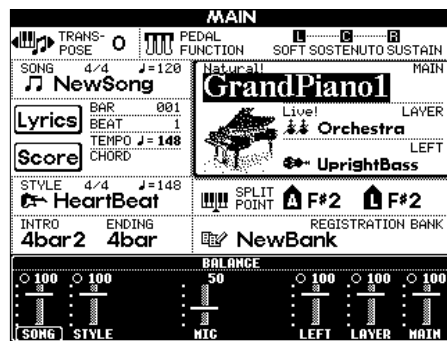 MAIN
TRANS-
POSE 0
PEDAL
FUNCTION
L C R
SOFT SOSTENUTO SUSTAIN
SONG 4/4 ♩=120
NewSong
Natural! MAIN
GrandPiano1
Lyrics
BAR 001
BEAT 1
TEMPO ♩=148
Score
CHORD
Live! LAYER
Orchestra
LEFT
UprightBass
STYLE 4/4 ♩=148
HeartBeat
SPLIT
POINT A F#2 L F#2
INTRO ENDING
4bar2 4bar
REGISTRATION BANK
NewBank
BALANCE
100 100 50 100 100 100
SONG STYLE MIC LEFT LAYER MAIN